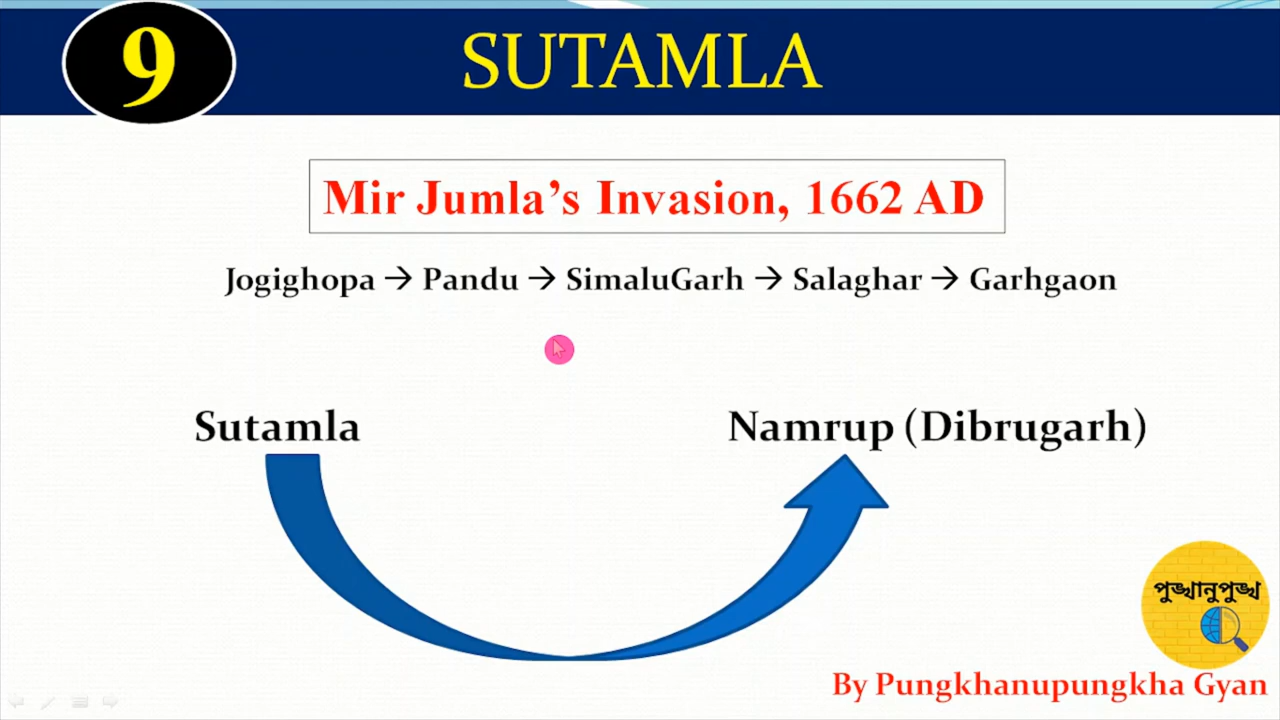 9
SUTAMLA
Mir Jumla’s Invasion, 1662 AD
Jogighopa → Pandu → SimaluGarh → Salaghar → Garhgaon
Sutamla
Namrup (Dibrugarh)
পুঙ্খানুপুঙ্খ
By Pungkhanupungkha Gyan